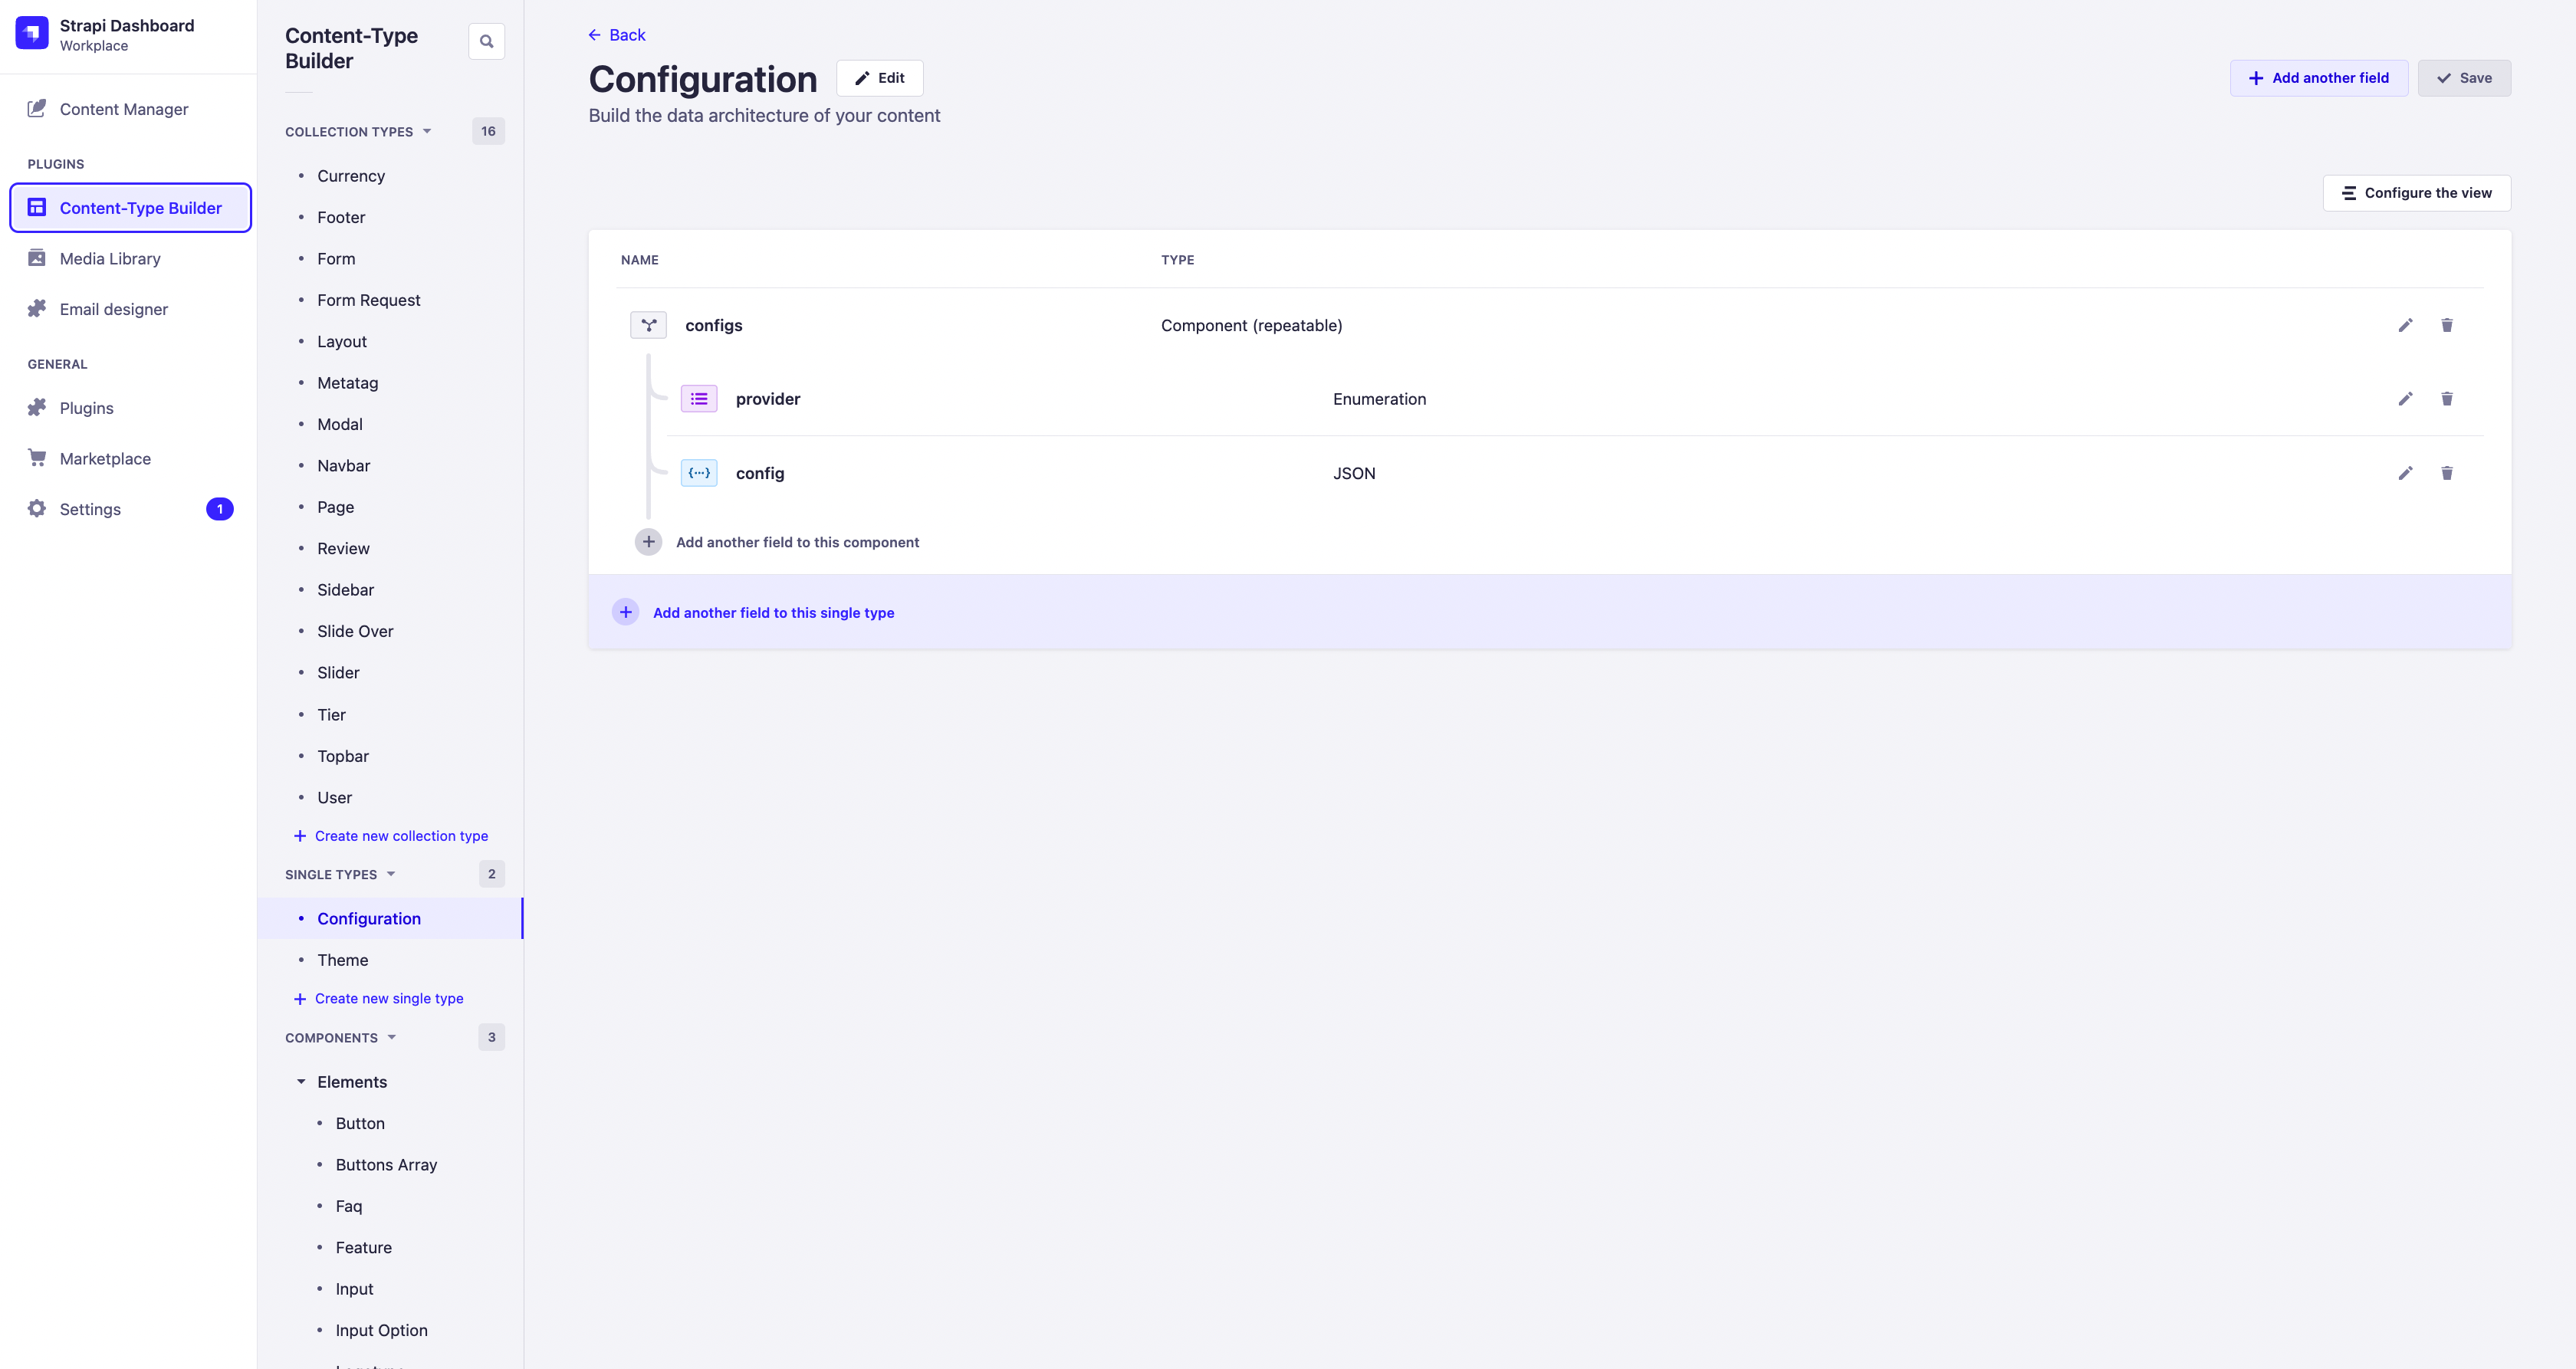 Strapi Dashboard
Workplace
Content Manager
PLUGINS
Content-Type Builder
Media Library
Email designer
GENERAL
Plugins
Marketplace
Settings
1
Content-Type
Builder
COLLECTION TYPES
16
Currency
Footer
Form
Form Request
Layout
Metatag
Modal
Navbar
Page
Review
Sidebar
Slide Over
Slider
Tier
Topbar
User
Create new collection type
SINGLE TYPES
2
Configuration
Theme
Create new single type
COMPONENTS
3
Elements
Button
Buttons Array
Faq
Feature
Input
Input Option
Back
Configuration
Edit
Add another field
Save
Build the data architecture of your content
Configure the view
NAME TYPE
configs Component (repeatable)
provider Enumeration
config JSON
Add another field to this component
Add another field to this single type